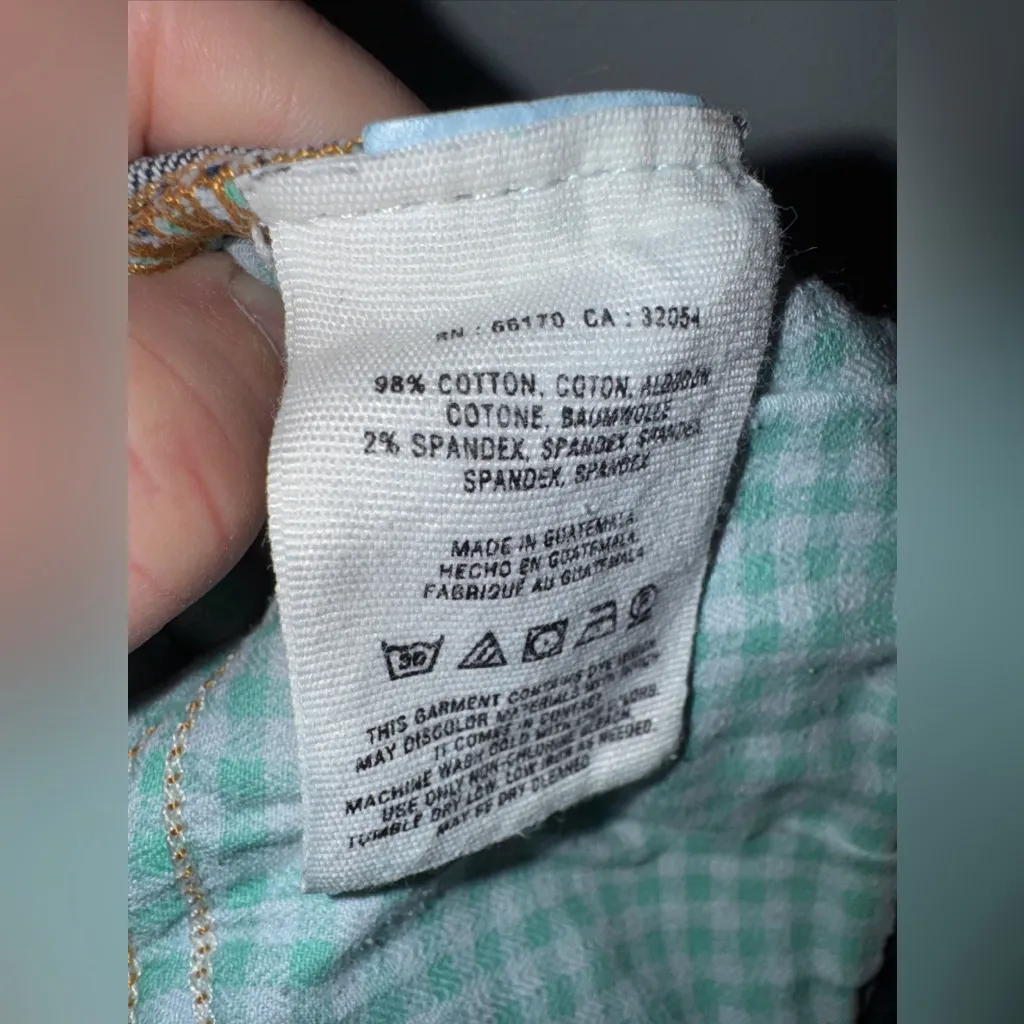 RN : 66170 CA : 32054
98% COTTON, COTON, ALGODON
COTONE, BAUMWOLLE
2% SPANDEX, SPANDEX, SPANDEX
SPANDEX, SPANDEX
MADE IN GUATEMALA
HECHO EN GUATEMALA
FABRIQUÉ AU GUATEMALA
30
THIS GARMENT CONTAINS DYE WHICH
MAY DISCOLOR MATERIALS WITH WHICH
IT COMES IN CONTACT.
MACHINE WASH COLD WITH COLORS.
USE ONLY NON-CHLORINE BLEACH.
TUMBLE DRY LOW. LOW IRON AS NEEDED.
MAY BE DRY CLEANED